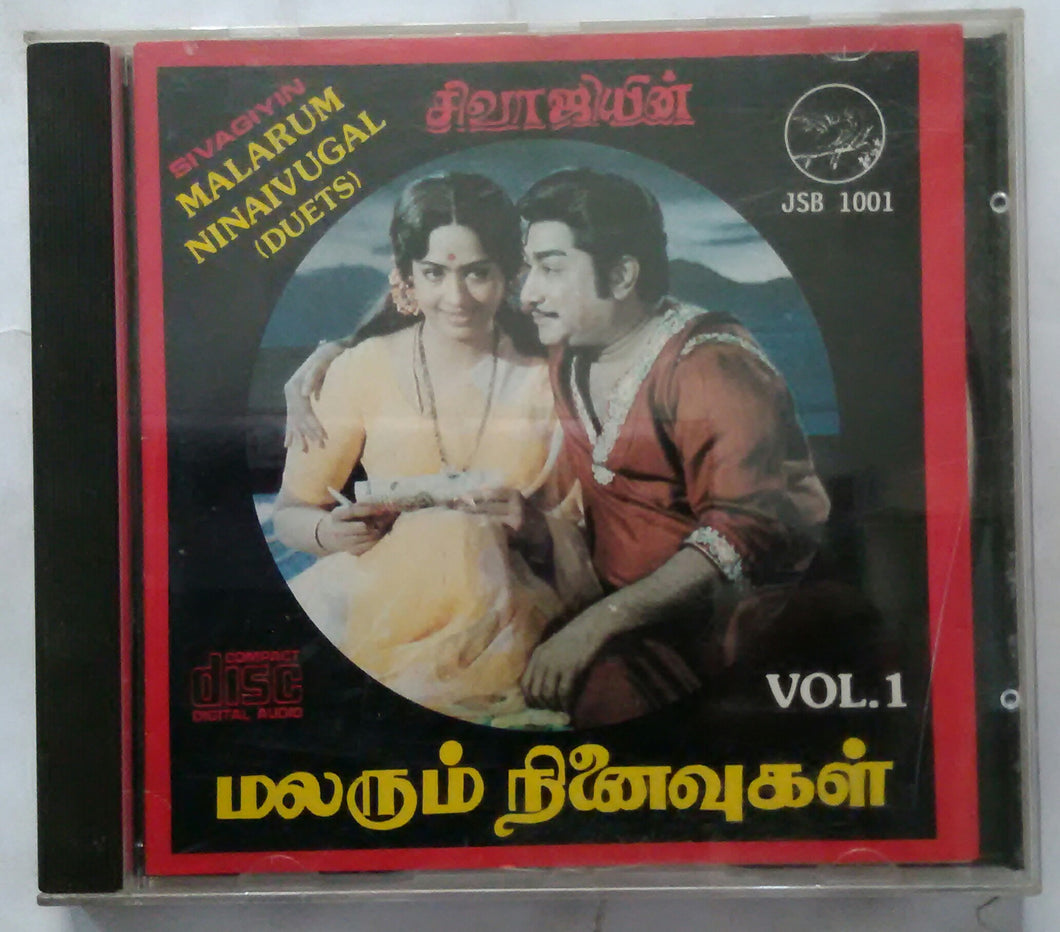 SIVAGIYIN
MALARUM
NINAIVUGAL
(DUETS)
சிவாஜியின்
JSB 1001
COMPACT
disc
DIGITAL AUDIO
VOL.1
மலரும் நினைவுகள்